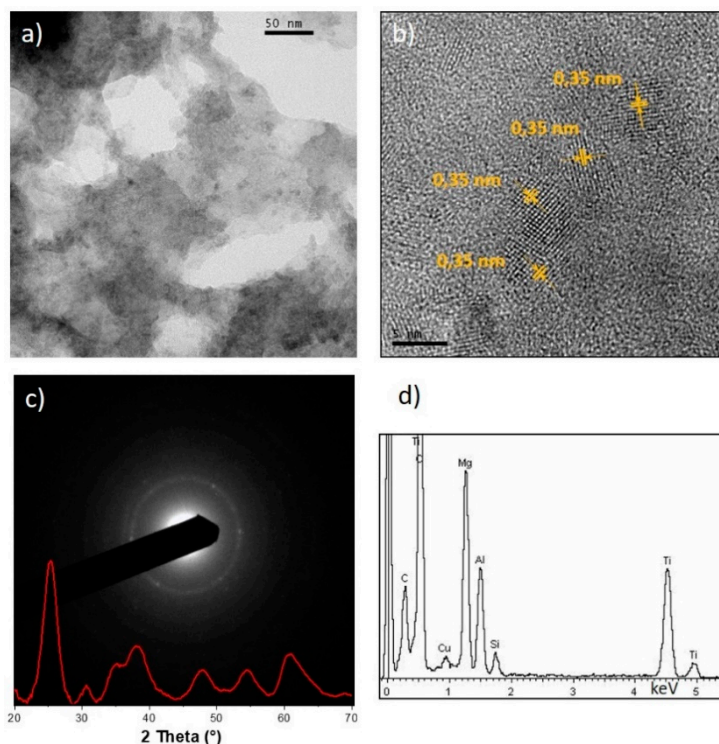 a)
50 nm
b)
0,35 nm
0,35 nm
0,35 nm
0,35 nm
5 nm
c)
20 30 40 50 60 70
2 Theta (°)
d)
Ti
C
C
Cu
Mg
Al
Si
Ti
Ti
0 1 2 3 4 5
keV